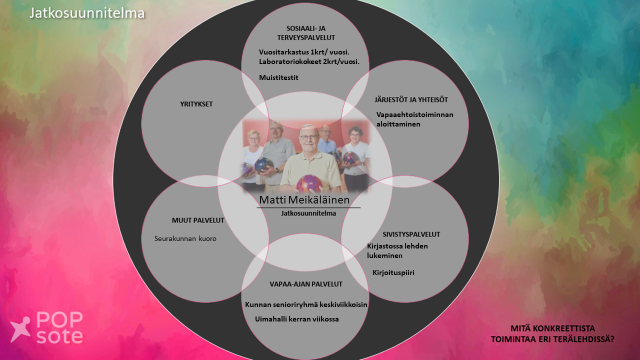 Jatkosuunnitelma
SOSIAALI- JA
TERVEYSPALVELUT
Vuositarkastus 1krt/ vuosi.
Laboratoriokokeet 2krt/vuosi.
Muistitestit
YRITYKSET
JÄRJESTÖT JA YHTEISÖT
Vapaaehtoistoiminnan
aloittaminen
Matti Meikäläinen
Jatkosuunnitelma
MUUT PALVELUT
Seurakunnan kuoro
SIVISTYSPALVELUT
Kirjastossa lehden
lukeminen
Kirjoituspiiri
VAPAA-AJAN PALVELUT
Kunnan senioriryhmä keskiviikkoisin
Uimahalli kerran viikossa
POP
sote
MITÄ KONKREETTISTA
TOIMINTAA ERI TERÄLEHDISSÄ?